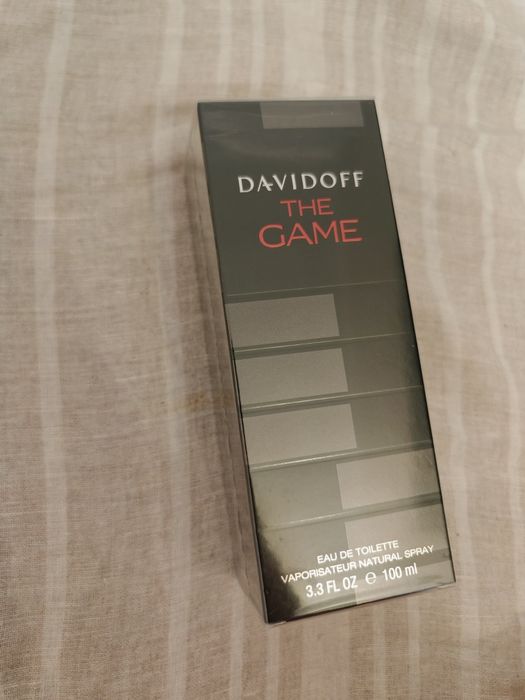 DAVIDOFF
THE
GAME
EAU DE TOILETTE
VAPORISATEUR NATURAL SPRAY
3.3 FL OZ ℮ 100 ml